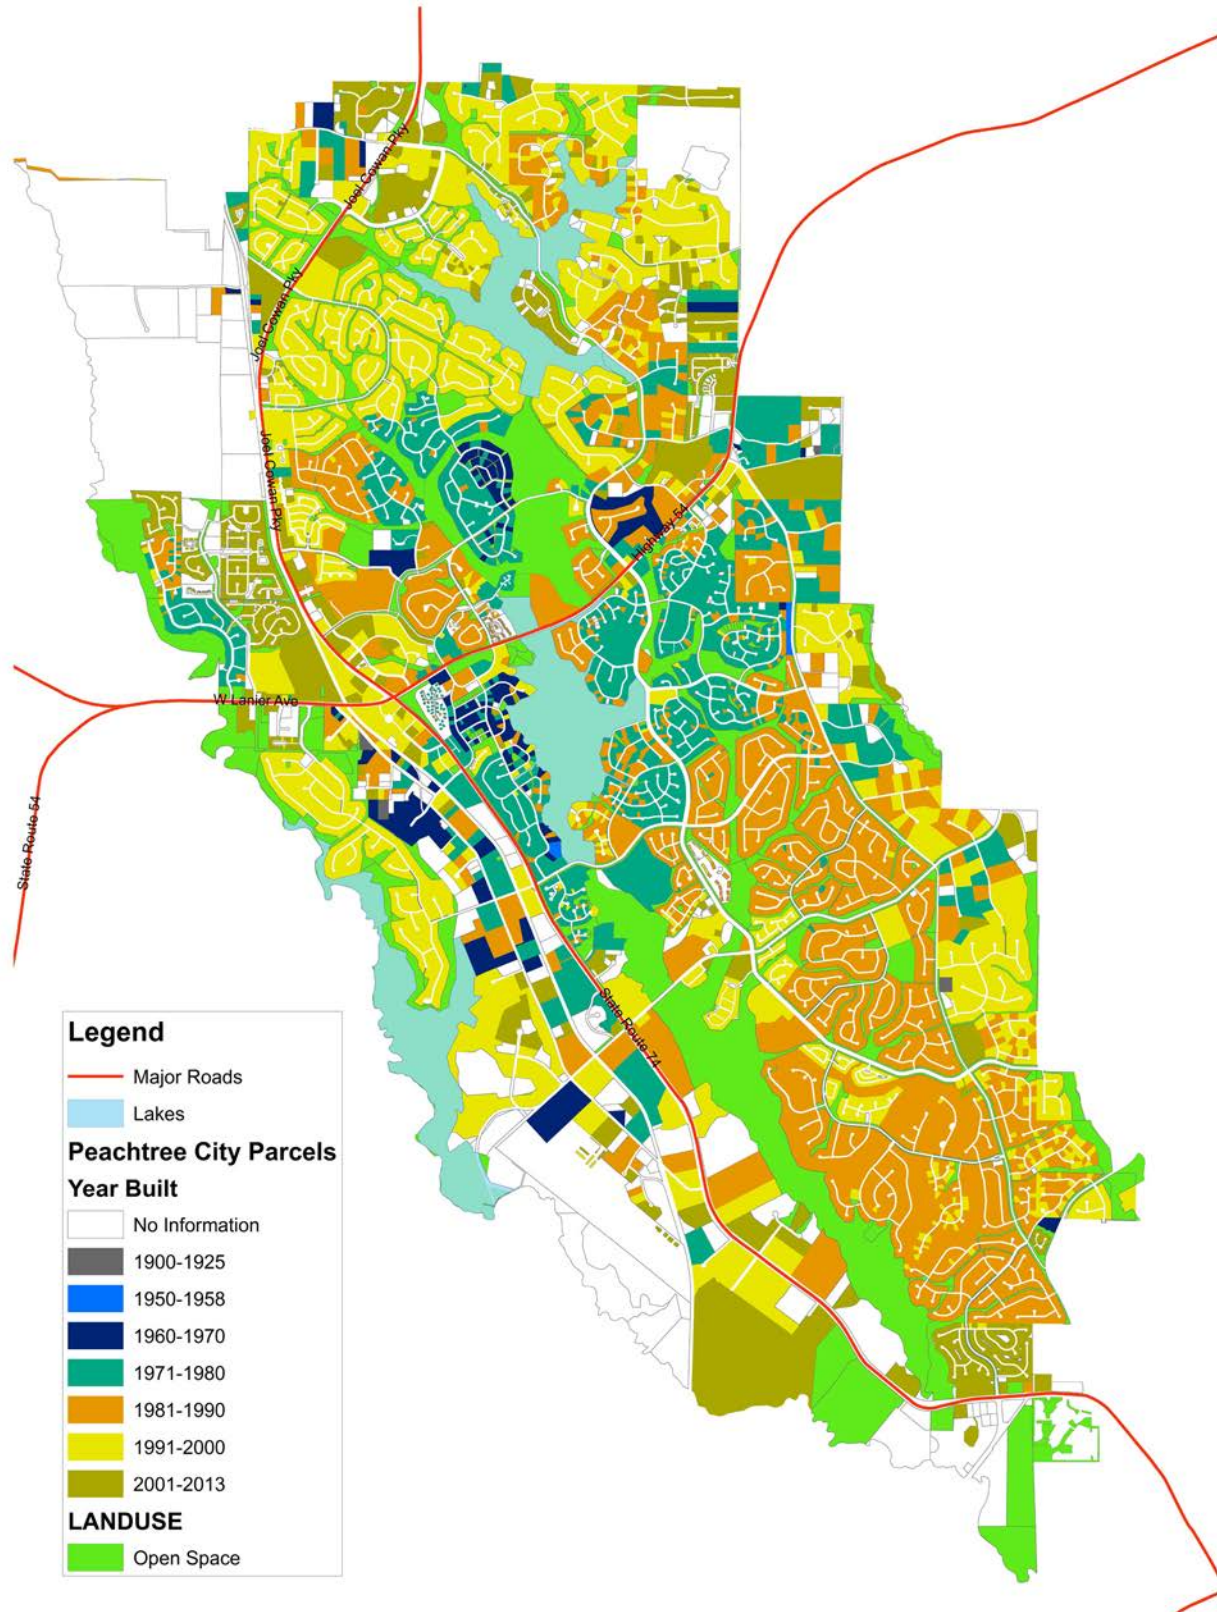 Joel Cowan Pky
Joel Cowan Pky
Joel Cowan Pky
Highway 54
W Lanier Ave
State Route 54
State Route 74
Legend
Major Roads
Lakes
Peachtree City Parcels
Year Built
No Information
1900-1925
1950-1958
1960-1970
1971-1980
1981-1990
1991-2000
2001-2013
LANDUSE
Open Space